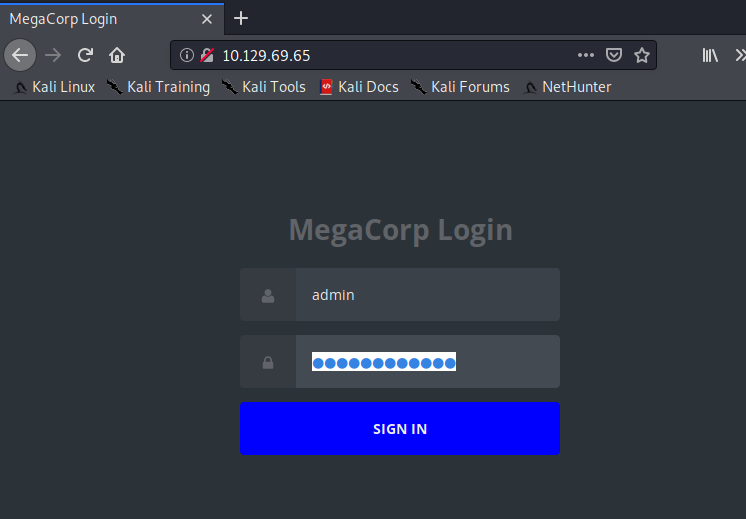 MegaCorp Login
10.129.69.65
Kali Linux Kali Training Kali Tools Kali Docs Kali Forums NetHunter
MegaCorp Login
admin
SIGN IN